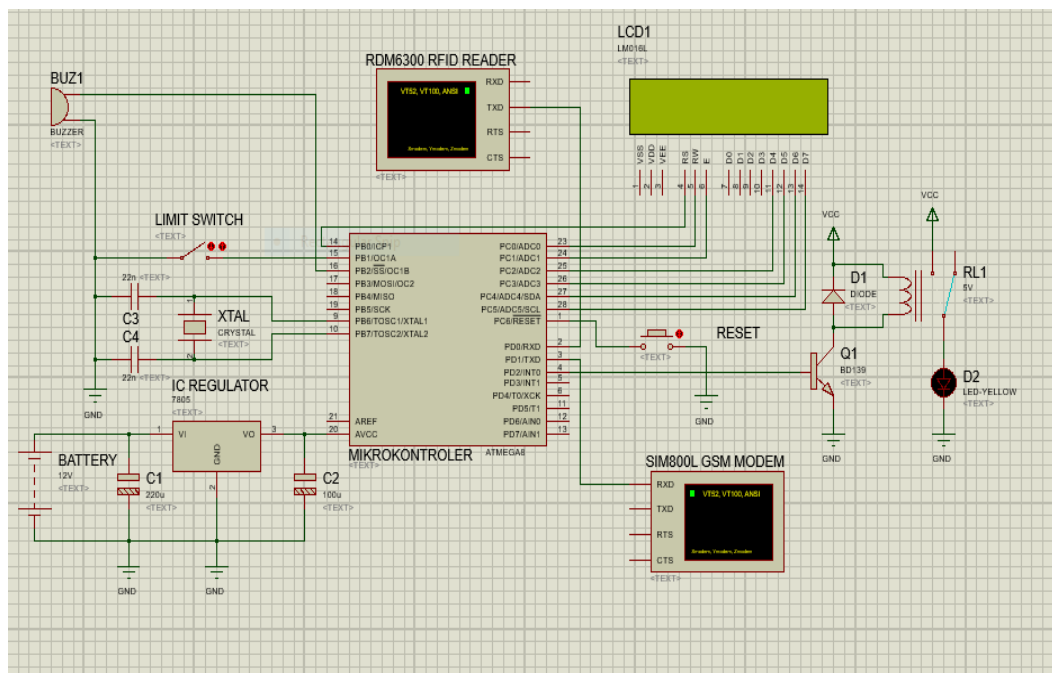 LCD1
LM016L
<TEXT>
RDM6300 RFID READER
VT52, VT100, ANSI
Xmodem, Ymodem, Zmodem
RXD
TXD
RTS
CTS
<TEXT>
BUZ1
BUZZER
<TEXT>
VSS
VDD
VEE
RS
RW
E
D0
D1
D2
D3
D4
D5
D6
D7
1
2
3
4
5
6
7
8
9
10
11
12
13
14
LIMIT SWITCH
<TEXT>
14 PB0/ICP1
15 PB1/OC1A
16 PB2/SS/OC1B
17 PB3/MOSI/OC2
18 PB4/MISO
19 PB5/SCK
9 PB6/TOSC1/XTAL1
10 PB7/TOSC2/XTAL2
21 AREF
20 AVCC
PC0/ADC0 23
PC1/ADC1 24
PC2/ADC2 25
PC3/ADC3 26
PC4/ADC4/SDA 27
PC5/ADC5/SCL 28
PC6/RESET 1
PD0/RXD 2
PD1/TXD 3
PD2/INT0 4
PD3/INT1 5
PD4/T0/XCK 6
PD5/T1 11
PD6/AIN0 12
PD7/AIN1 13
MIKROKONTROLER
<TEXT>
ATMEGA8
22n <TEXT>
C3
C4
22n <TEXT>
1
XTAL
CRYSTAL
<TEXT>
2
GND
IC REGULATOR
7805
<TEXT>
1 VI
VO 3
GND
2
BATTERY
12V
<TEXT>
C1
220u
<TEXT>
C2
100u
<TEXT>
GND
GND
RESET
<TEXT>
GND
VCC
VCC
D1
DIODE
<TEXT>
RL1
5V
<TEXT>
Q1
BD139
<TEXT>
D2
LED-YELLOW
<TEXT>
GND
GND
SIM800L GSM MODEM
RXD
TXD
RTS
CTS
VT52, VT100, ANSI
Xmodem, Ymodem, Zmodem
<TEXT>